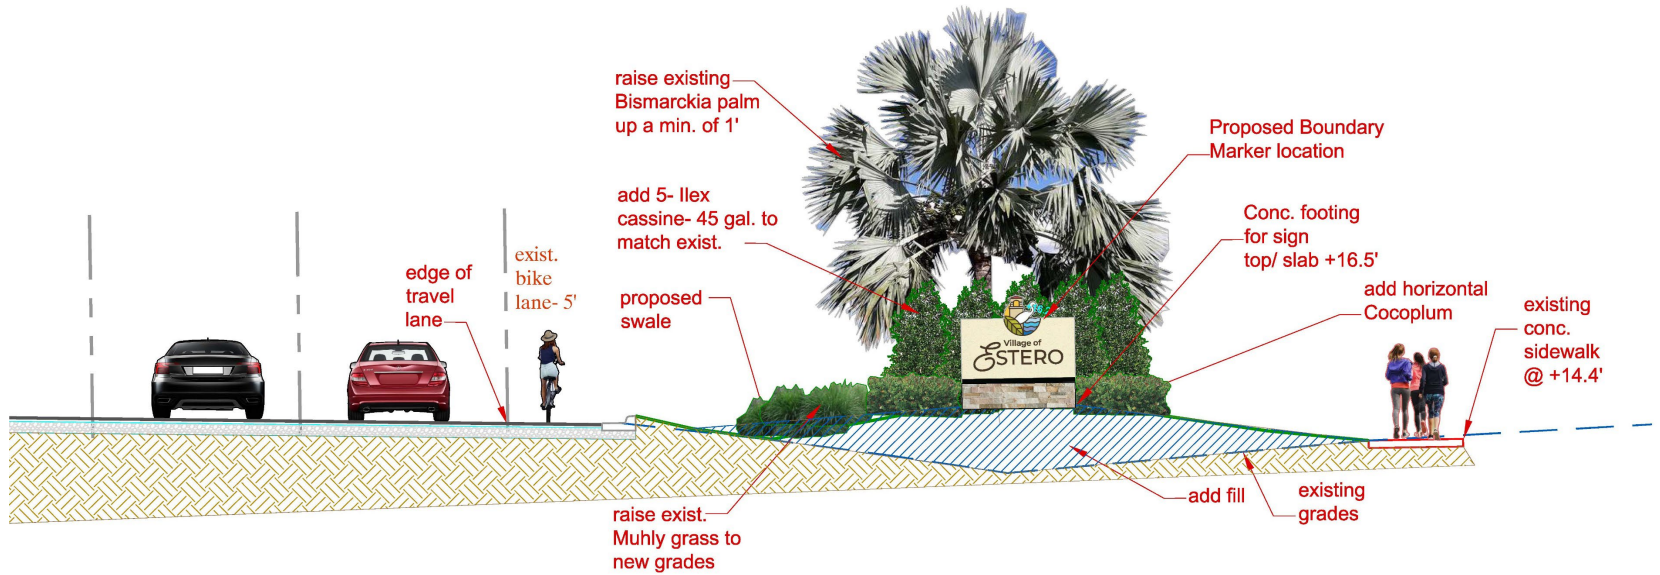 raise existing
Bismarckia palm
up a min. of 1'
Proposed Boundary
Marker location
add 5- Ilex
cassine- 45 gal. to
match exist.
Conc. footing
for sign
top/ slab +16.5'
exist.
bike
lane- 5'
edge of
travel
lane
proposed
swale
add horizontal
Cocoplum
existing
conc.
sidewalk
@ +14.4'
Village of
ESTERO
raise exist.
Muhly grass to
new grades
add fill
existing
grades